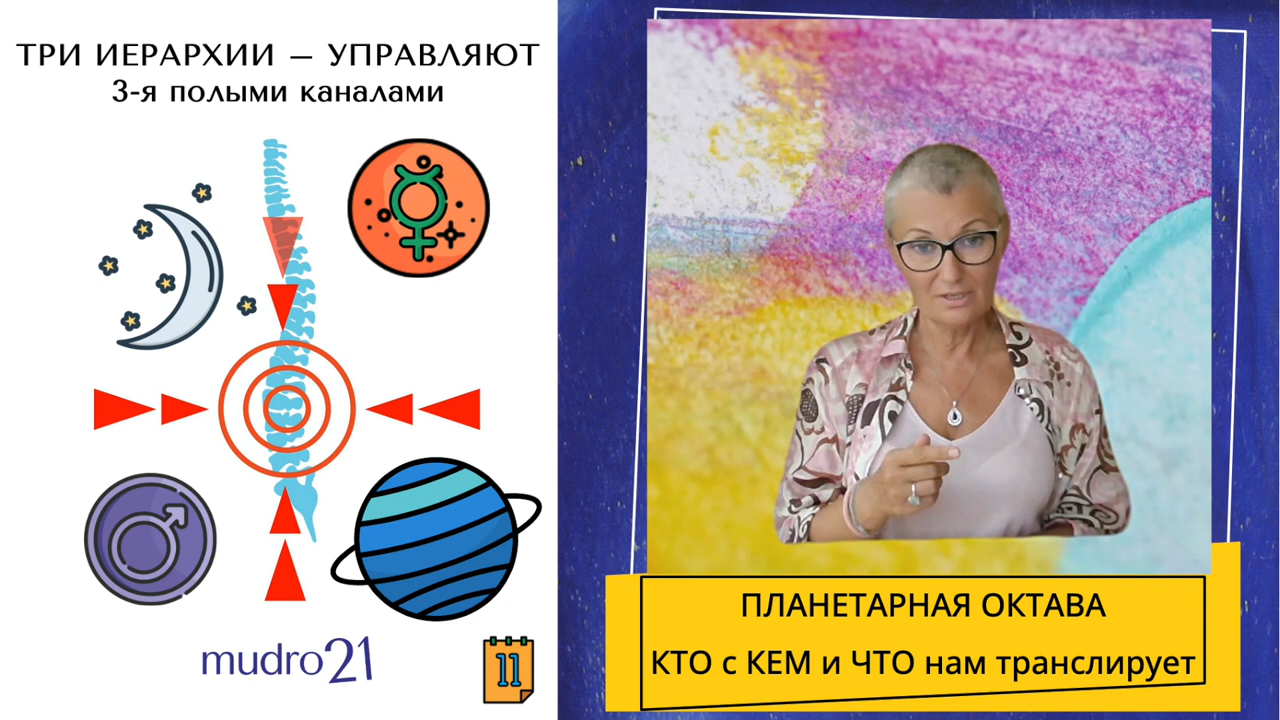 ТРИ ИЕРАРХИИ – УПРАВЛЯЮТ
3-я полыми каналами
mudro21
11
ПЛАНЕТАРНАЯ ОКТАВА
КТО с КЕМ и ЧТО нам транслирует